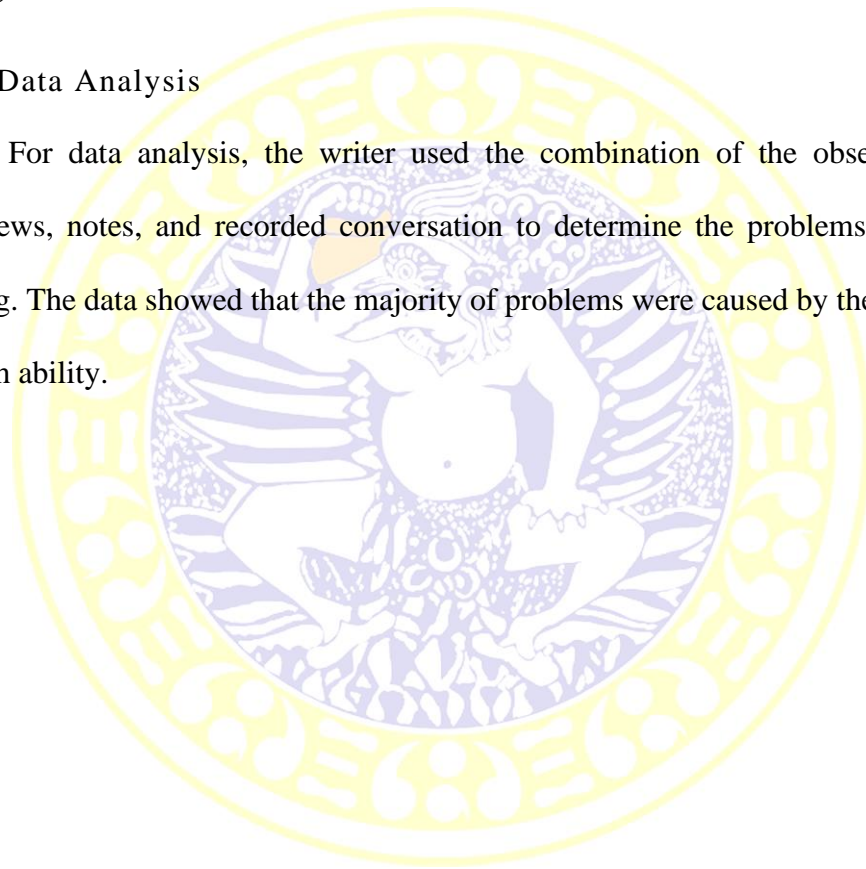 Data Analysis
For data analysis, the writer used the combination of the obse
ews, notes, and recorded conversation to determine the problems
g. The data showed that the majority of problems were caused by the
n ability.